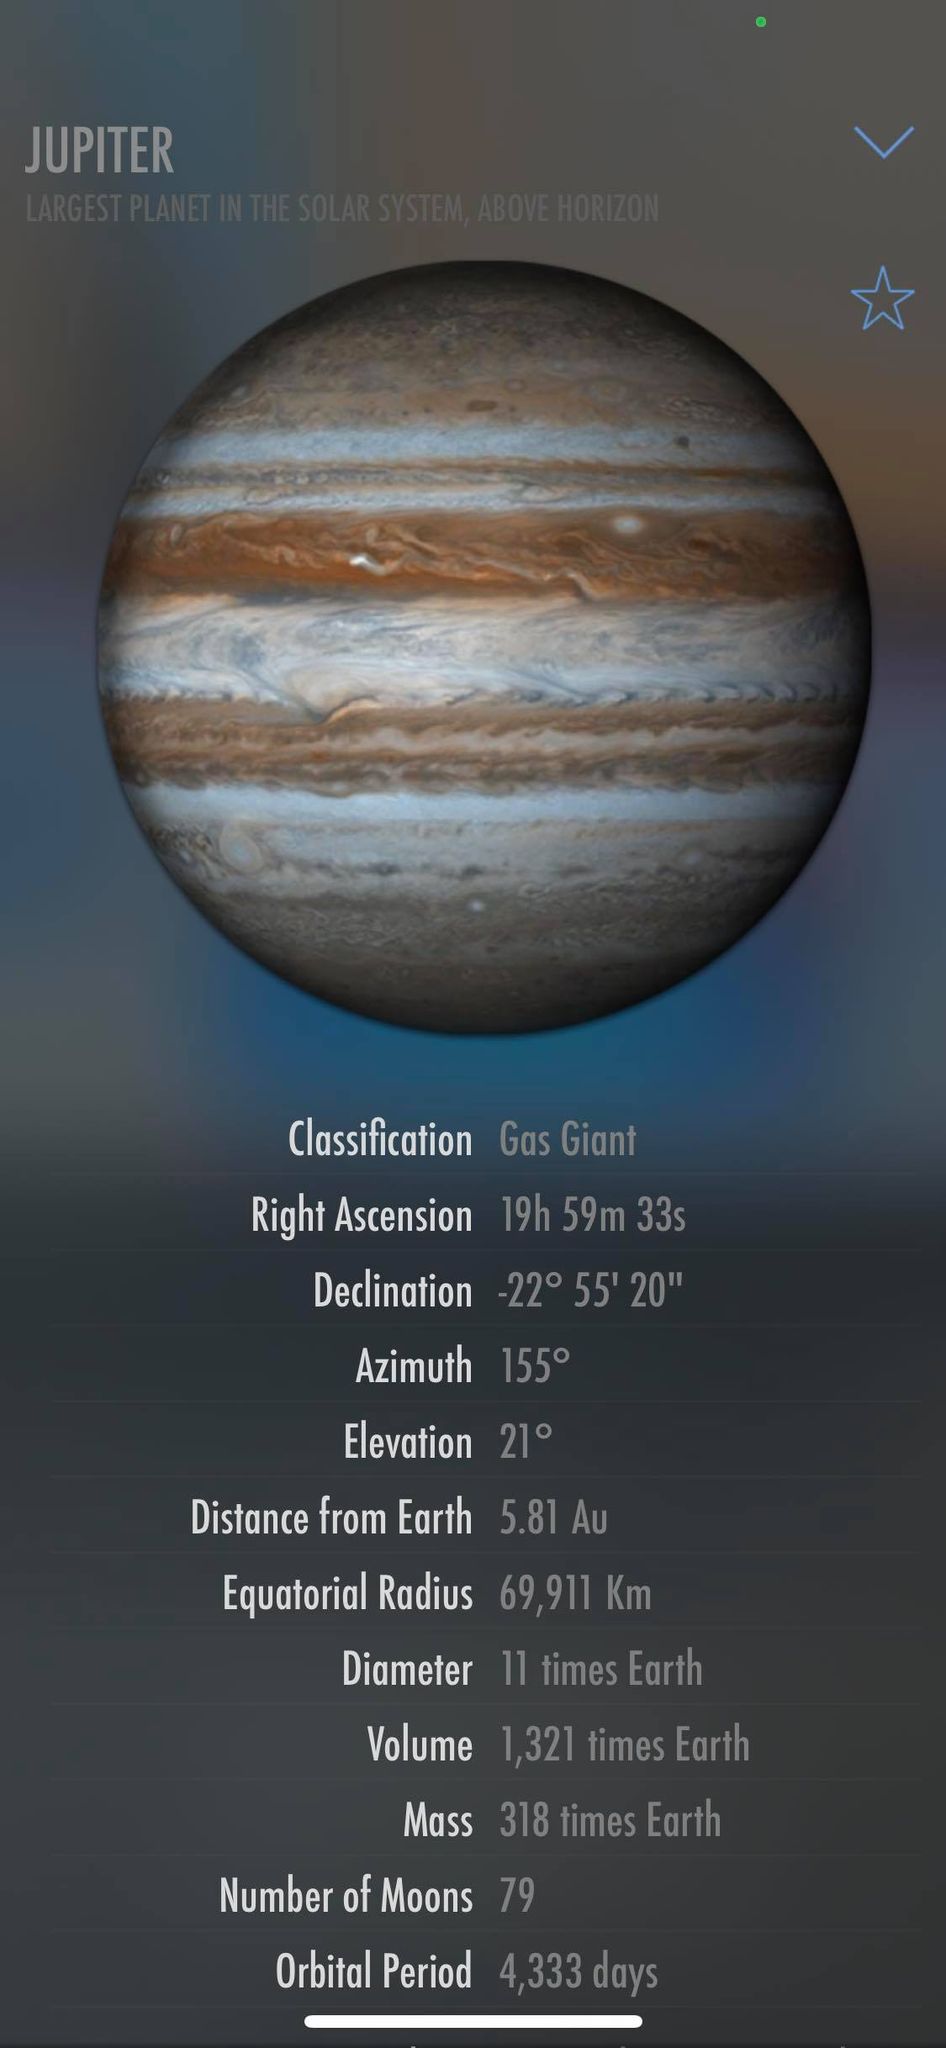 JUPITER
LARGEST PLANET IN THE SOLAR SYSTEM, ABOVE HORIZON
Classification Gas Giant
Right Ascension 19h 59m 33s
Declination -22° 55' 20"
Azimuth 155°
Elevation 21°
Distance from Earth 5.81 Au
Equatorial Radius 69,911 Km
Diameter 11 times Earth
Volume 1,321 times Earth
Mass 318 times Earth
Number of Moons 79
Orbital Period 4,333 days